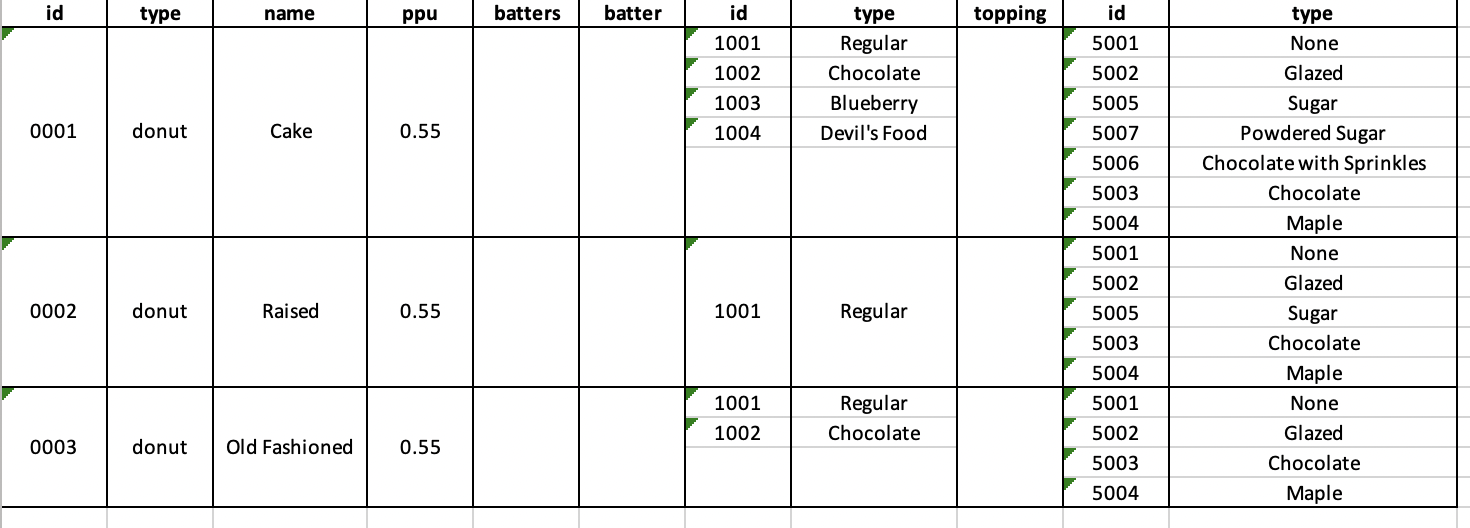 id type name ppu batters batter id type topping id type
1001 Regular 5001 None
1002 Chocolate 5002 Glazed
1003 Blueberry 5005 Sugar
0001 donut Cake 0.55 1004 Devil's Food 5007 Powdered Sugar
5006 Chocolate with Sprinkles
5003 Chocolate
5004 Maple
5001 None
5002 Glazed
0002 donut Raised 0.55 1001 Regular 5005 Sugar
5003 Chocolate
5004 Maple
1001 Regular 5001 None
1002 Chocolate 5002 Glazed
0003 donut Old Fashioned 0.55
5003 Chocolate
5004 Maple